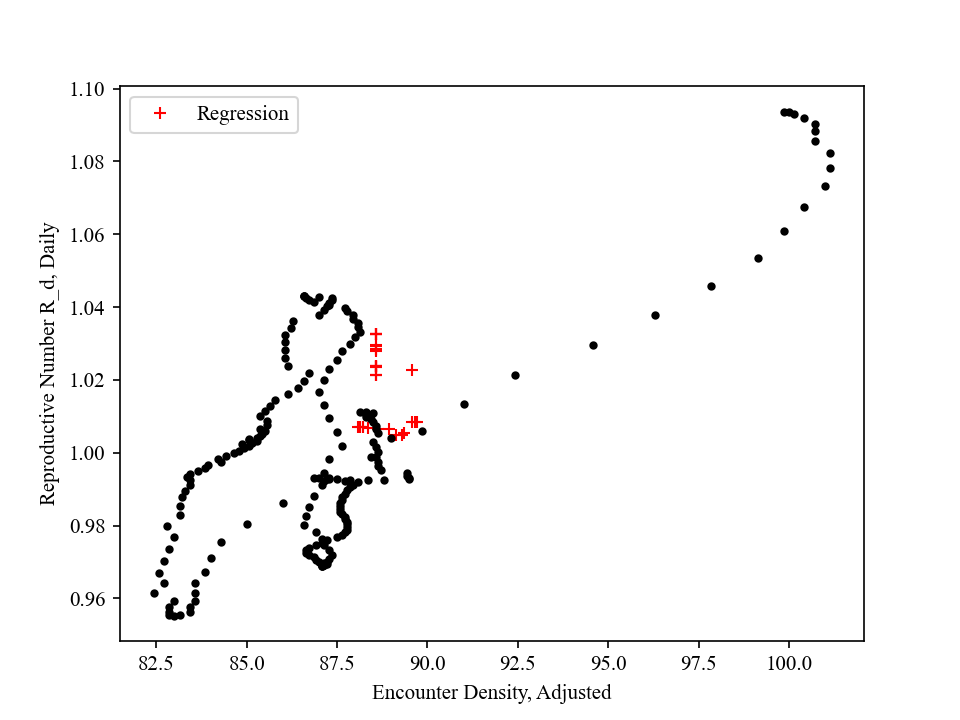 1.10
Regression
1.08
1.06
1.04
1.02
1.00
0.98
0.96
Reproductive Number R_d, Daily
82.5 85.0 87.5 90.0 92.5 95.0 97.5 100.0
Encounter Density, Adjusted